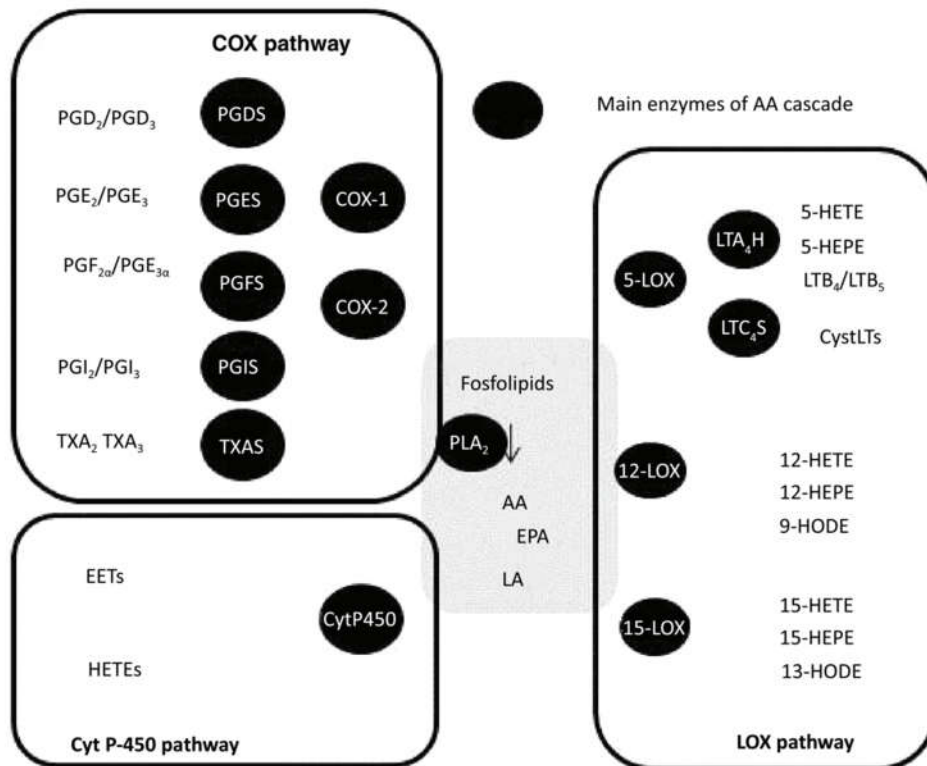 COX pathway
PGD₂/PGD₃
PGDS
PGE₂/PGE₃
PGES
COX-1
PGF₂α/PGE₃α
PGFS
COX-2
PGI₂/PGI₃
PGIS
TXA₂ TXA₃
TXAS
Main enzymes of AA cascade
Fosfolipids
PLA₂
AA
EPA
LA
EETs
CytP450
HETEs
Cyt P-450 pathway
5-LOX
LTA₄H
LTC₄S
5-HETE
5-HEPE
LTB₄/LTB₅
CystLTs
12-LOX
12-HETE
12-HEPE
9-HODE
15-LOX
15-HETE
15-HEPE
13-HODE
LOX pathway